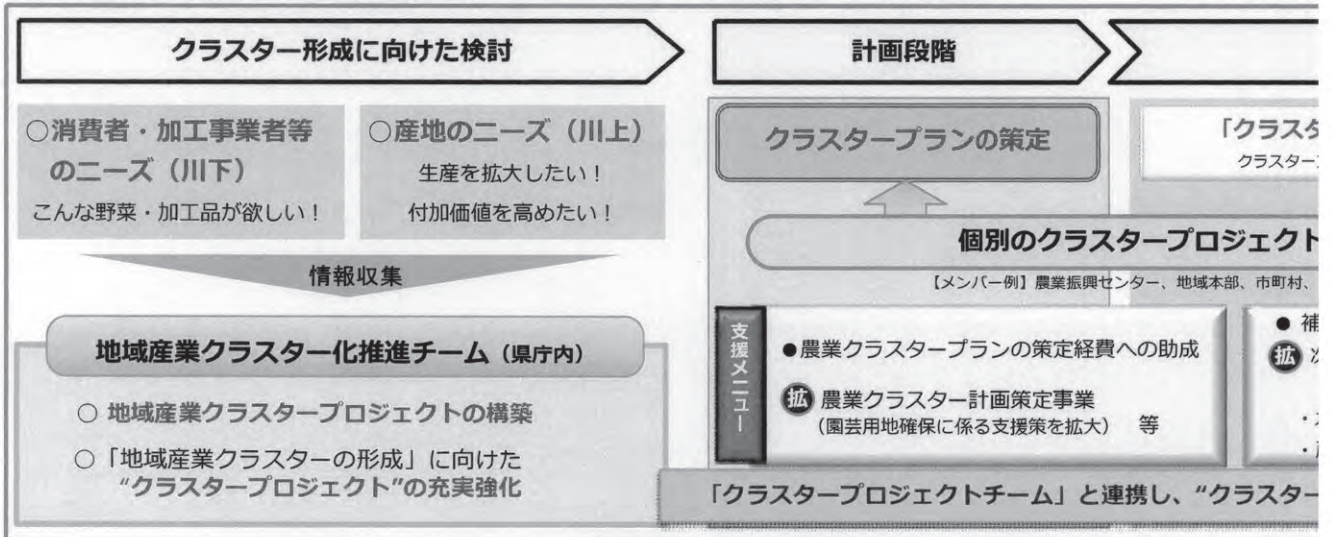 クラスター形成に向けた検討
○消費者・加工事業者等
のニーズ（川下）
こんな野菜・加工品が欲しい！
○産地のニーズ（川上）
生産を拡大したい！
付加価値を高めたい！
情報収集
地域産業クラスター化推進チーム（県庁内）
○ 地域産業クラスタープロジェクトの構築
○「地域産業クラスターの形成」に向けた
“クラスタープロジェクト”の充実強化
計画段階
クラスタープランの策定
「クラスタ
クラスター
個別のクラスタープロジェクト
【メンバー例】農業振興センター、地域本部、市町村、
支援メニュー
●農業クラスタープランの策定経費への助成
拡 農業クラスター計画策定事業
（園芸用地確保に係る支援策を拡大） 等
● 補
拡
「クラスタープロジェクトチーム」と連携し、“クラスター